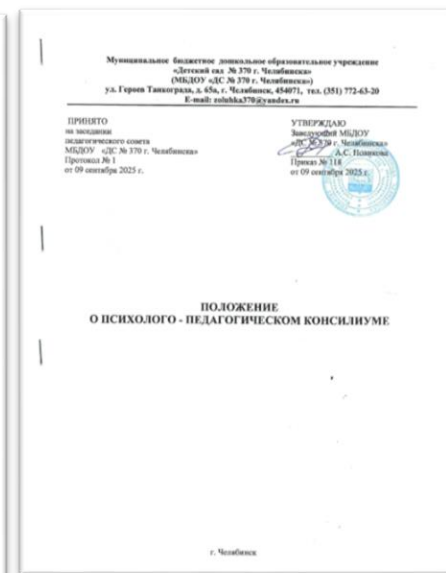 Муниципальное бюджетное дошкольное образовательное учреждение
«Детский сад № 370 г. Челябинска»
(МБДОУ «ДС № 370 г. Челябинска»)
ул. Героев Танкограда, д. 65а, г. Челябинск, 454071, тел. (351) 772-63-20
E-mail: zolushka370@yandex.ru
ПРИНЯТО
на заседании
педагогического совета
МБДОУ «ДС № 370 г. Челябинска»
Протокол № 1
от 09 сентября 2025 г.
УТВЕРЖДАЮ
Заведующий МБДОУ
«ДС № 370 г. Челябинска»
А.С. Новикова
Приказ № 118
от 09 сентября 2025 г.
ПОЛОЖЕНИЕ
О ПСИХОЛОГО - ПЕДАГОГИЧЕСКОМ КОНСИЛИУМЕ
г. Челябинск